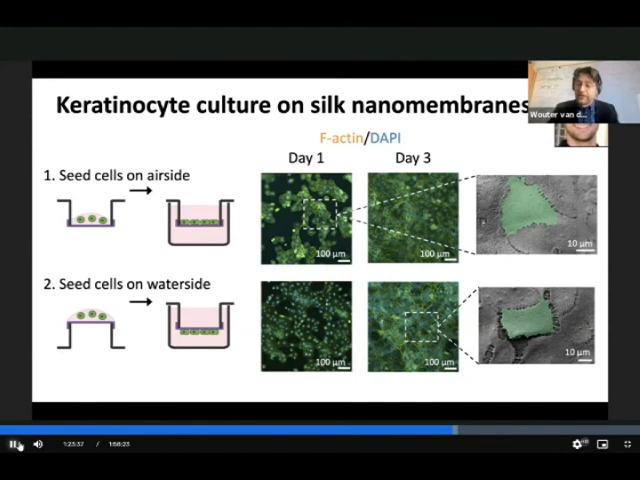 Keratinocyte culture on silk nanomembranes
Wouter van d...
F-actin/DAPI
Day 1
Day 3
1. Seed cells on airside
100 μm
100 μm
10 μm
2. Seed cells on waterside
100 μm
100 μm
10 μm
1:23:37 / 1:58:23
HD